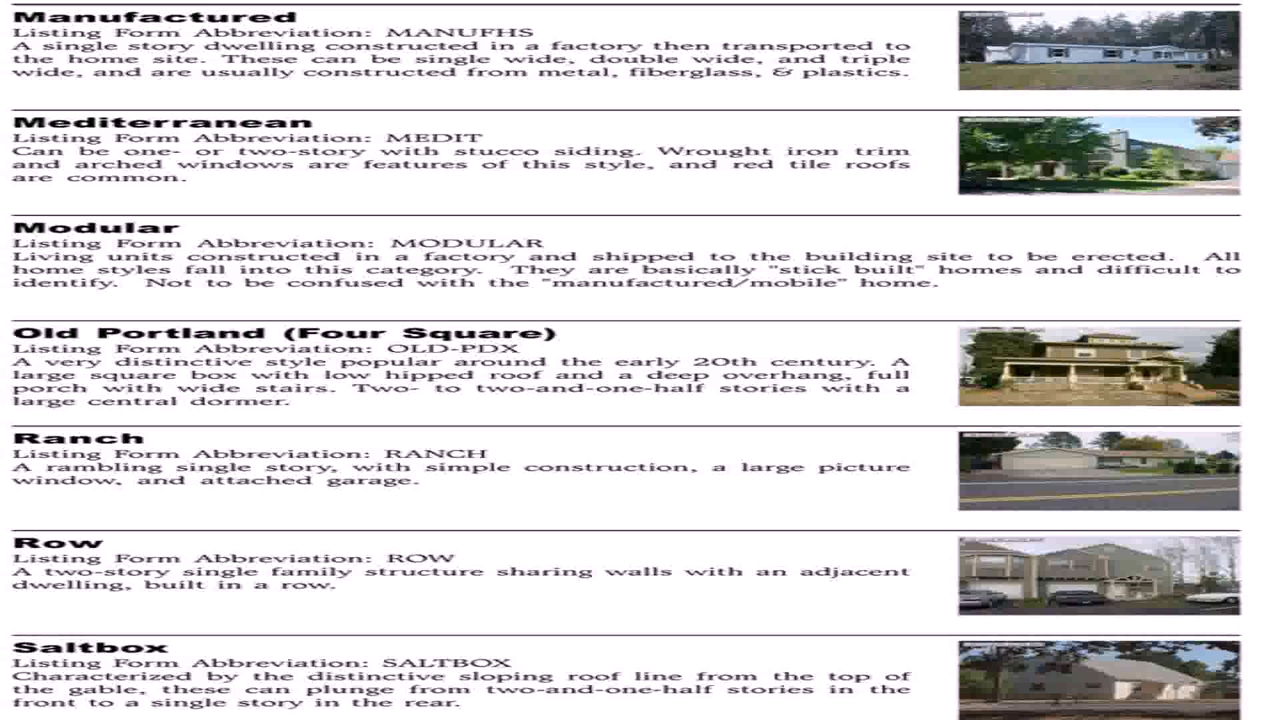 Manufactured
Listing Form Abbreviation: MANUFHS
A single story dwelling constructed in a factory then transported to
the home site. These can be single wide, double wide, and triple
wide, and are usually constructed from metal, fiberglass, & plastics.
Mediterranean
Listing Form Abbreviation: MEDIT
Can be one- or two-story with stucco siding. Wrought iron trim
and arched windows are features of this style, and red tile roofs
are common.
Modular
Listing Form Abbreviation: MODULAR
Living units constructed in a factory and shipped to the building site to be erected. All
home styles fall into this category. They are basically "stick built" homes and difficult to
identify. Not to be confused with the "manufactured/mobile" home.
Old Portland (Four Square)
Listing Form Abbreviation: OLD-PDX
A very distinctive style popular around the early 20th century. A
large square box with low hipped roof and a deep overhang, full
porch with wide stairs. Two- to two-and-one-half stories with a
large central dormer.
Ranch
Listing Form Abbreviation: RANCH
A rambling single story, with simple construction, a large picture
window, and attached garage.
Row
Listing Form Abbreviation: ROW
A two-story single family structure sharing walls with an adjacent
dwelling, built in a row.
Saltbox
Listing Form Abbreviation: SALTBOX
Characterized by the distinctive sloping roof line from the top of
the gable, these can plunge from two-and-one-half stories in the
front to a single story in the rear.